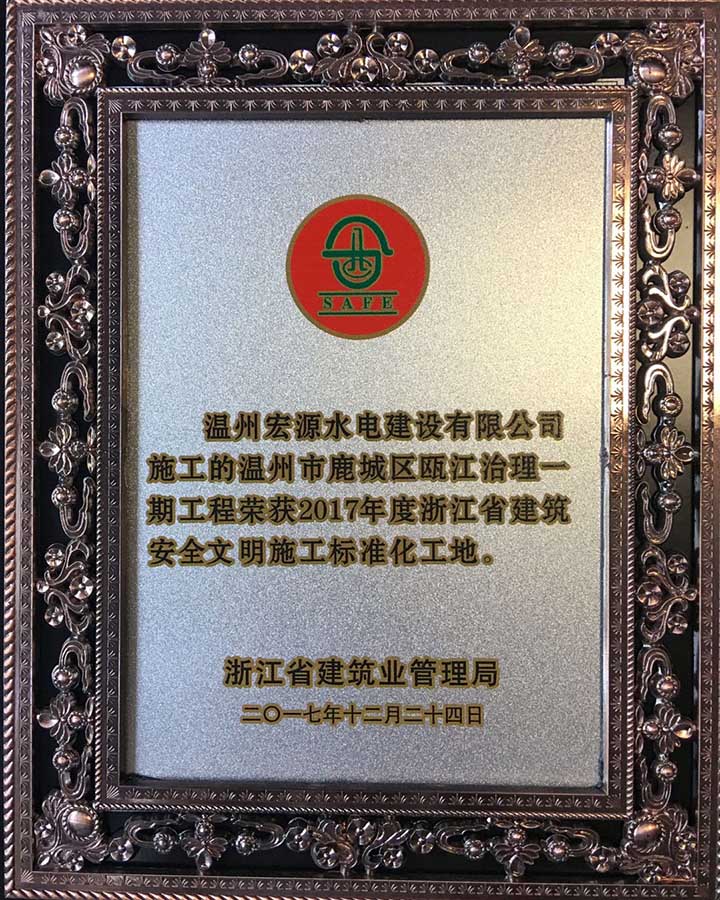 SAFE
温州宏源水电建设有限公司
施工的温州市鹿城区瓯江治理一
期工程荣获2017年度浙江省建筑
安全文明施工标准化工地。
浙江省建筑业管理局
二〇一七年十二月二十四日